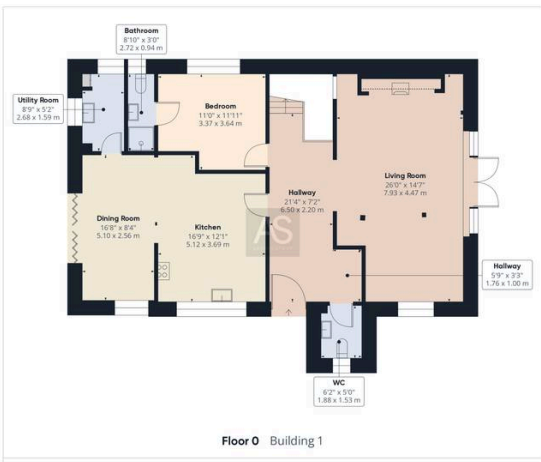 Bathroom
8'10" x 3'0"
2.72 x 0.94 m
Utility Room
8'9" x 5'2"
2.68 x 1.59 m
Bedroom
11'0" x 11'11"
3.37 x 3.64 m
Living Room
26'0" x 14'7"
7.93 x 4.47 m
Hallway
21'4" x 7'2"
6.50 x 2.20 m
Dining Room
16'8" x 8'4"
5.10 x 2.56 m
Kitchen
16'9" x 12'1"
5.12 x 3.69 m
AS
Hallway
5'9" x 3'3"
1.76 x 1.00 m
WC
6'2" x 5'0"
1.88 x 1.53 m
Floor 0 Building 1